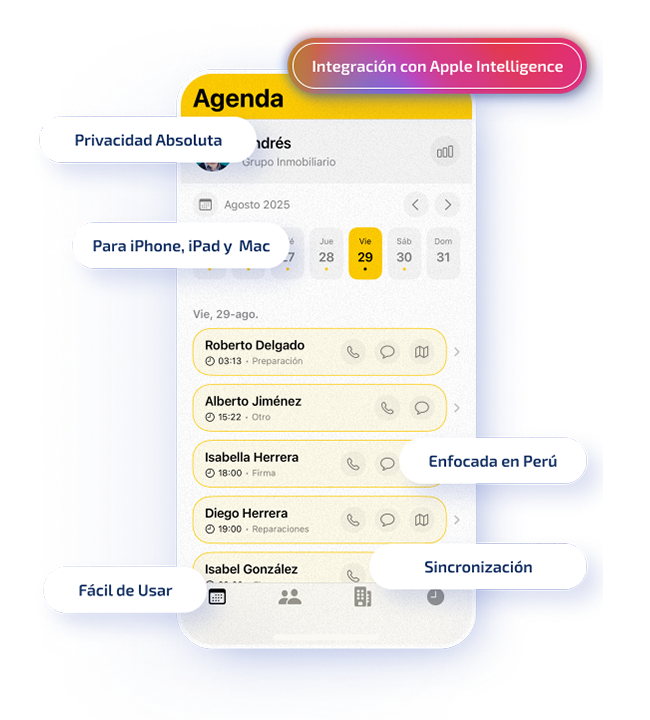 Integración con Apple Intelligence
Agenda
Privacidad Absoluta
Grupo Inmobiliario
Agosto 2025
Para iPhone, iPad y Mac
Jue Vie Sáb Dom
27 28 29 30 31
Vie, 29-ago.
Roberto Delgado
03:13 • Preparación
Alberto Jiménez
15:22 • Otro
Isabella Herrera
18:00 • Firma
Enfocada en Perú
Diego Herrera
19:00 • Reparaciones
Isabel González
Sincronización
Fácil de Usar